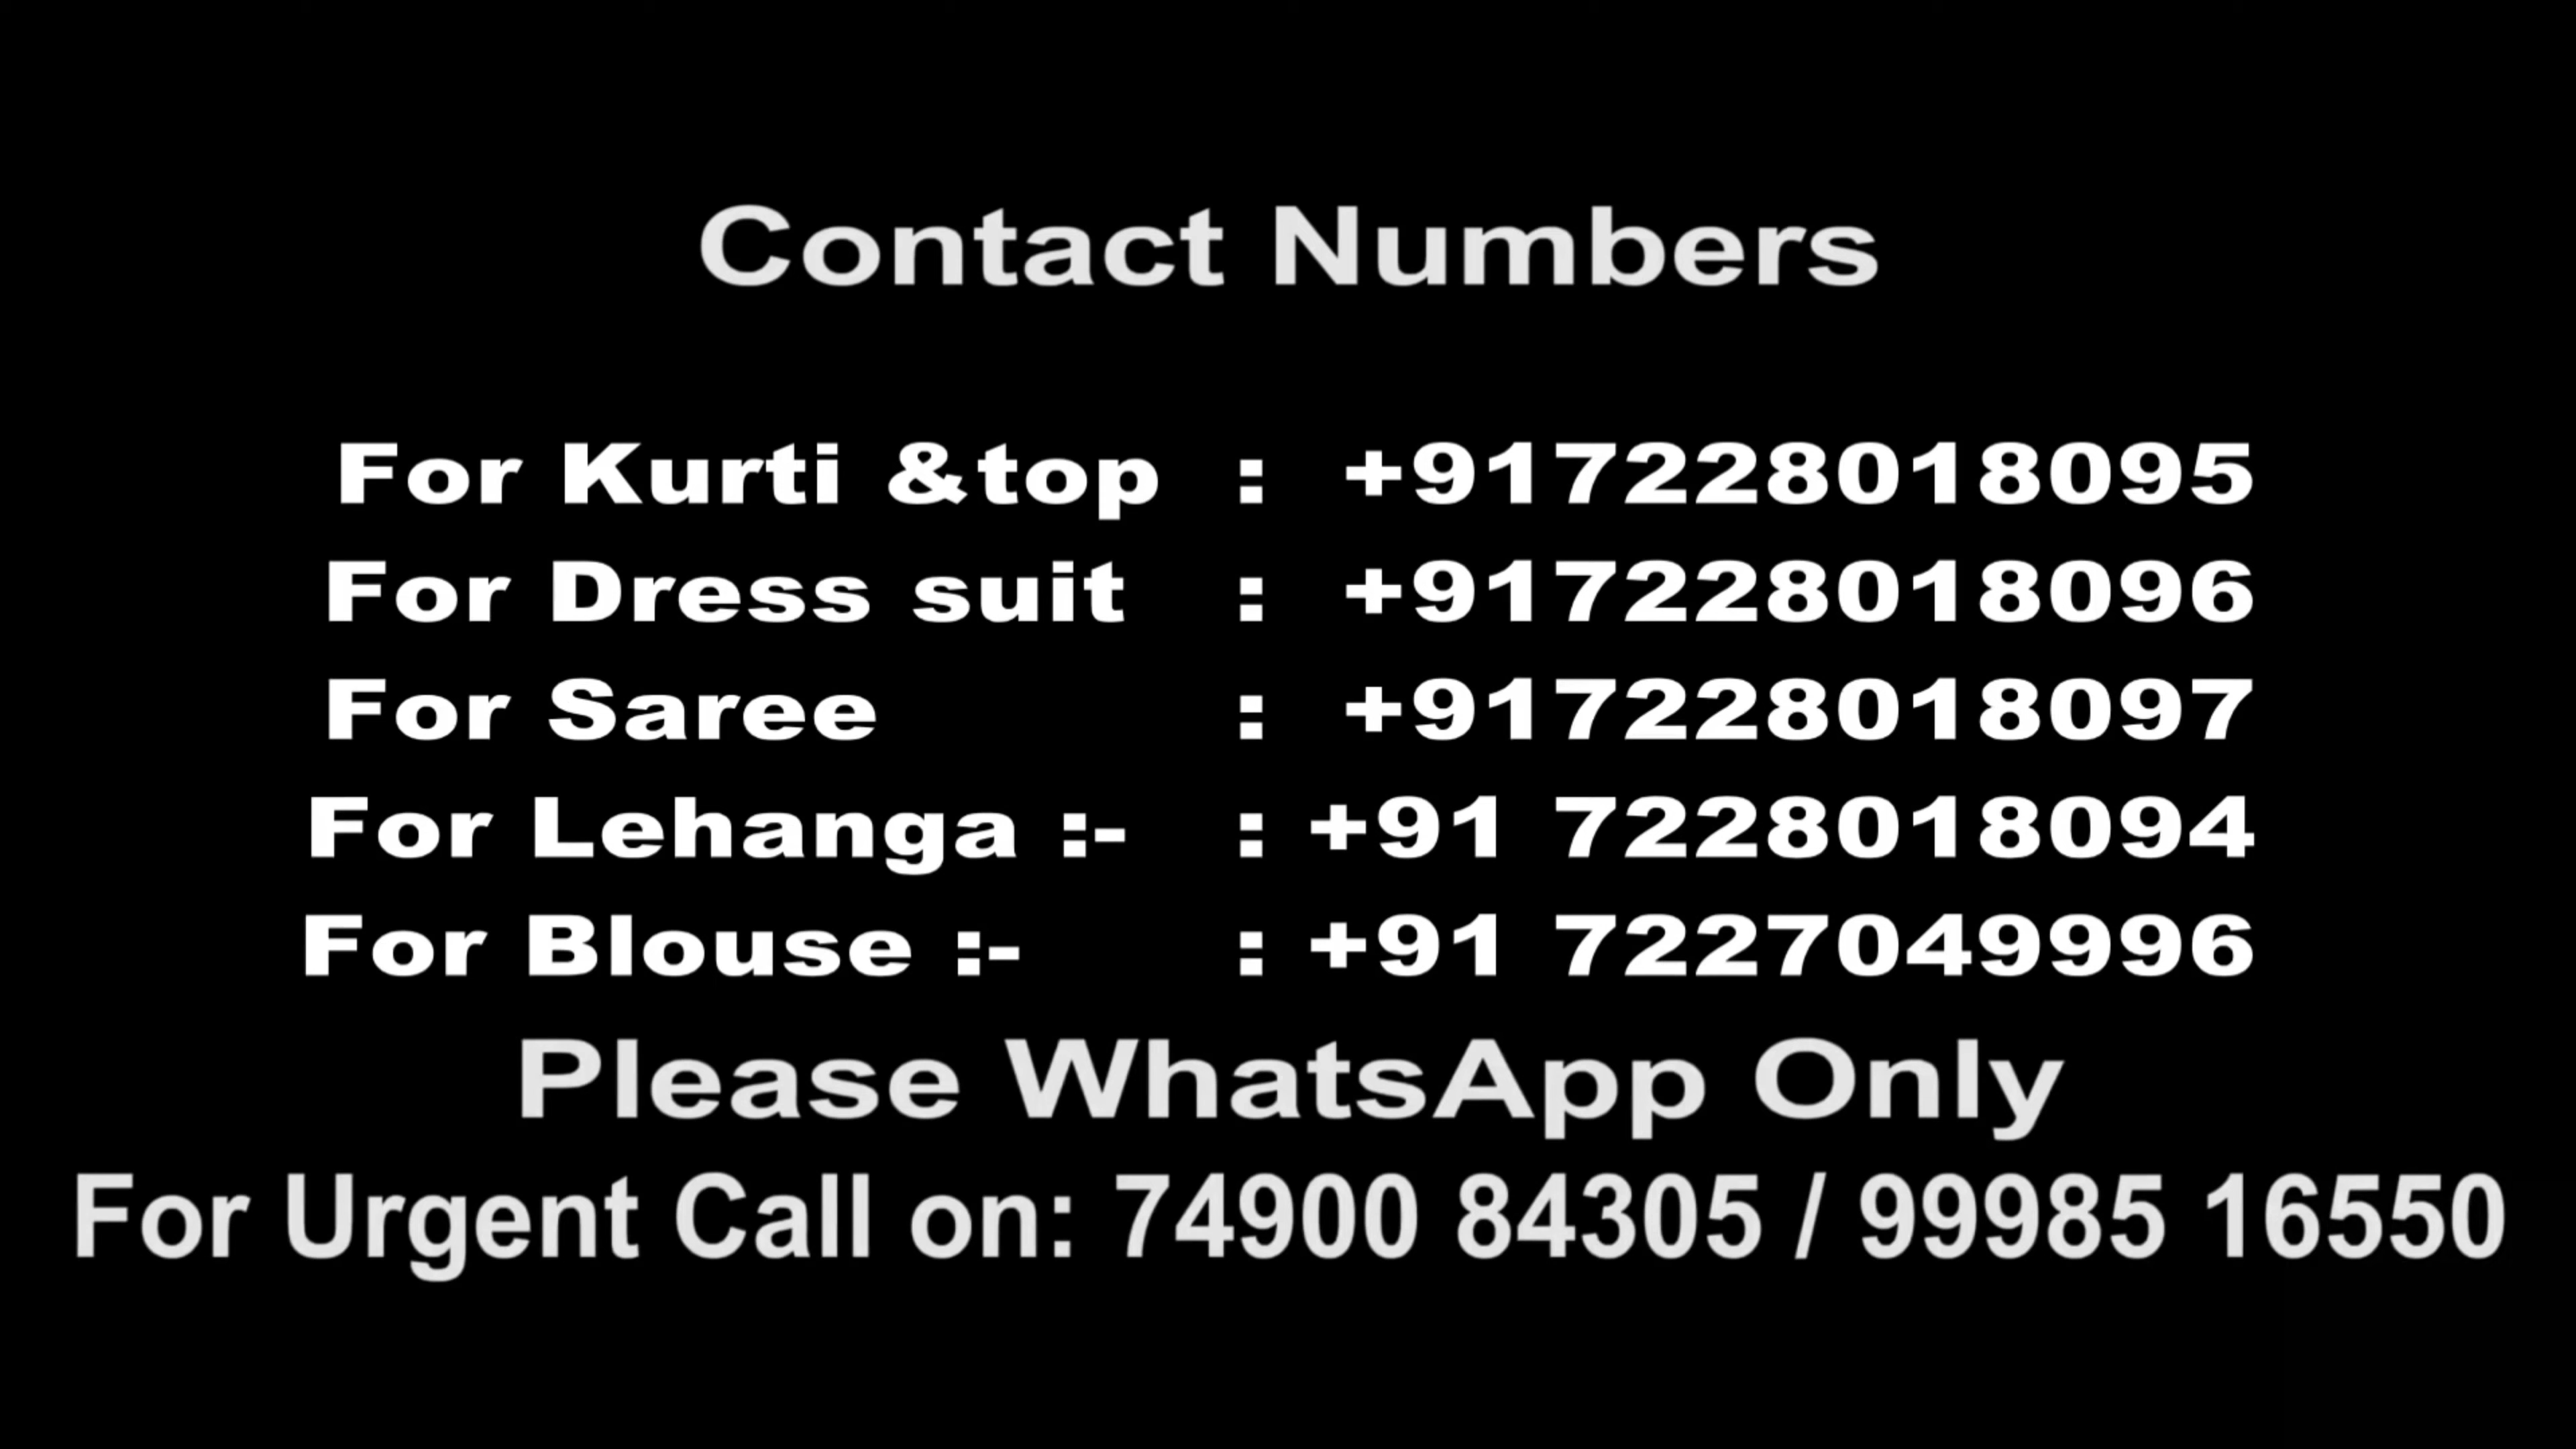 Contact Numbers
For Kurti &top : +917228018095
For Dress suit : +917228018096
For Saree : +917228018097
For Lehanga :- : +91 7228018094
For Blouse :- : +91 7227049996
Please WhatsApp Only
For Urgent Call on: 74900 84305 / 99985 16550